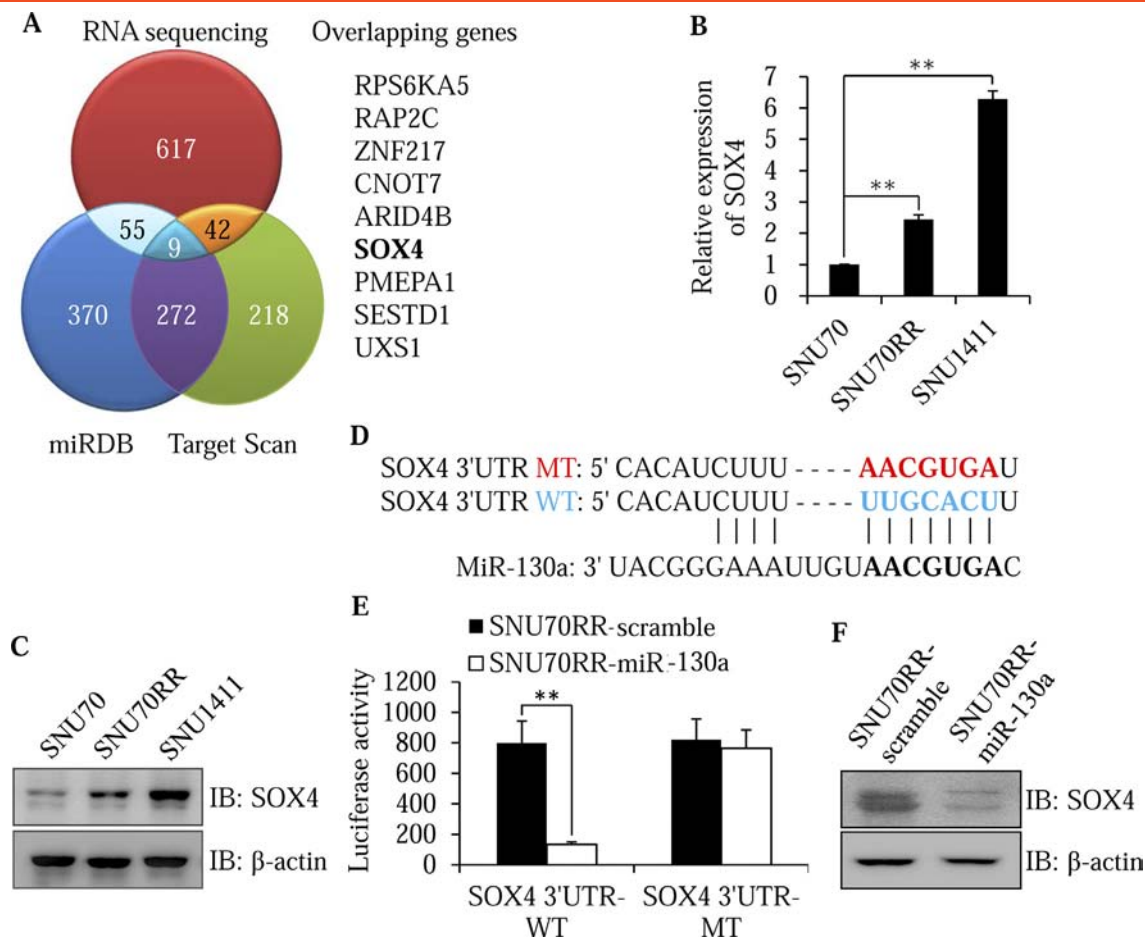 A
RNA sequencing
617
55
42
9
370
272
218
miRDB
Target Scan
Overlapping genes
RPS6KA5
RAP2C
ZNF217
CNOT7
ARID4B
SOX4
PMEPA1
SESTD1
UXS1
B
Relative expression
of SOX4
7
6
5
4
3
2
1
0
**
**
SNU70
SNU70RR
SNU1411
C
SNU70
SNU70RR
SNU1411
IB: SOX4
IB: β-actin
D
SOX4 3'UTR MT: 5' CACAUCUUU - - - - AACGUGAU
SOX4 3'UTR WT: 5' CACAUCUUU - - - - UUGCACUU
MiR-130a: 3' UACGGGAAAUUGUAACGUGAC
E
SNU70RR-scramble
SNU70RR-miR-130a
Luciferase activity
1200
1000
800
600
400
200
0
**
SOX4 3'UTR-
WT
SOX4 3'UTR-
MT
F
SNU70RR-
scramble
SNU70RR-
miR-130a
IB: SOX4
IB: β-actin